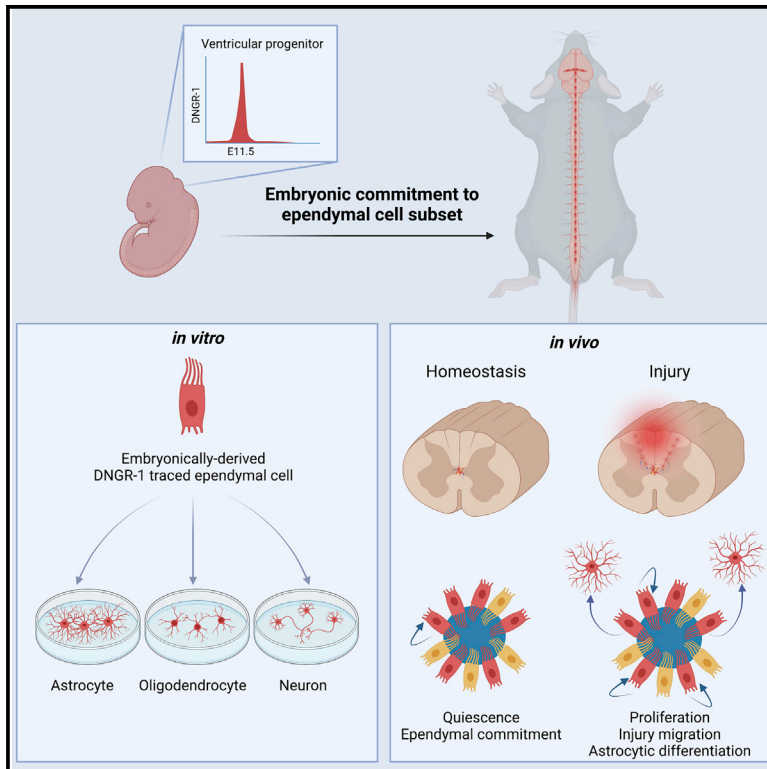 Ventricular progenitor
DNGR-1
E11.5
Embryonic commitment to
ependymal cell subset
in vitro
Embryonically-derived
DNGR-1 traced ependymal cell
Astrocyte
Oligodendrocyte
Neuron
in vivo
Homeostasis
Injury
Quiescence
Ependymal commitment
Proliferation
Injury migration
Astrocytic differentiation